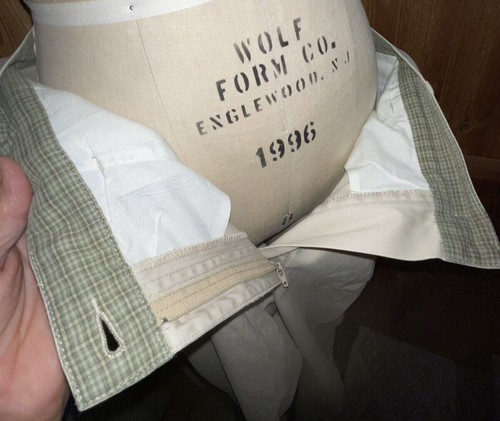 WOLF
FORM CO.
ENGLEWOOD, N.J
1996